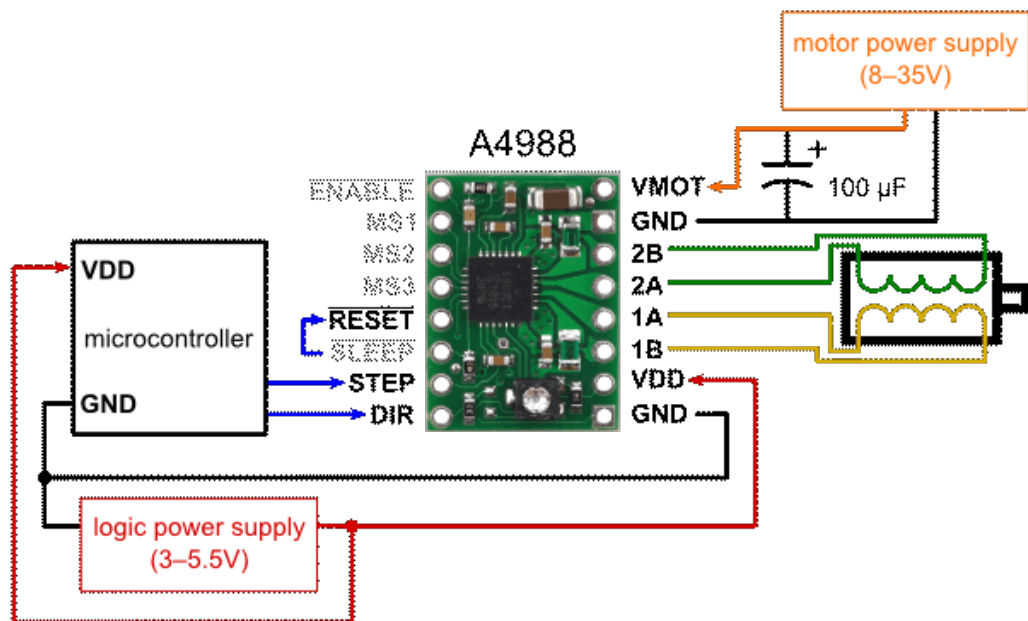 motor power supply
(8–35V)
A4988
+
100 µF
ENABLE
MS1
MS2
MS3
RESET
SLEEP
STEP
DIR
VMOT
GND
2B
2A
1A
1B
VDD
GND
VDD
microcontroller
GND
logic power supply
(3–5.5V)